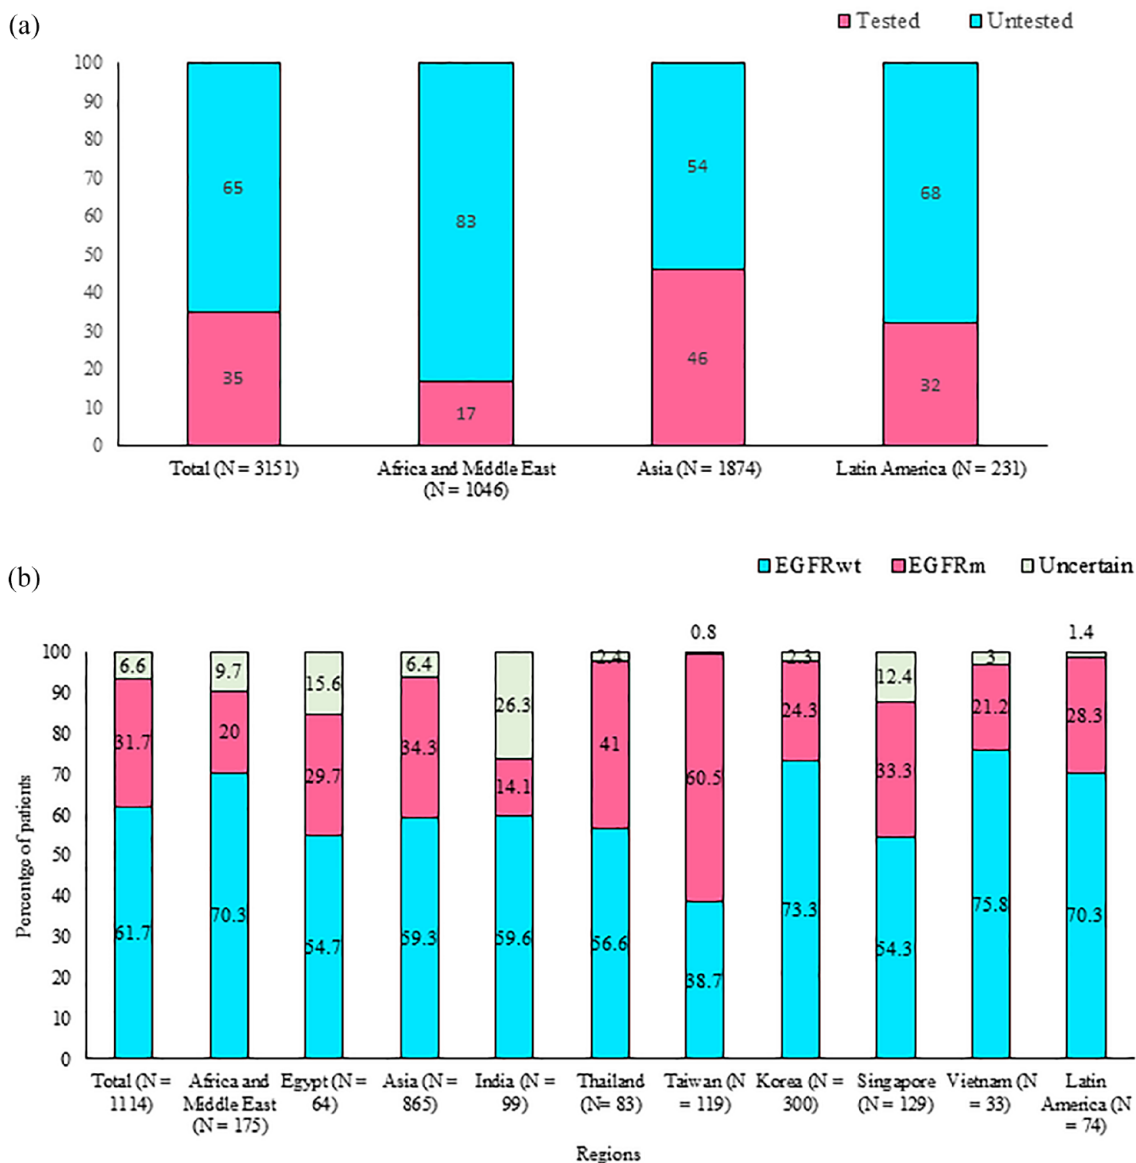 (a)
Tested Untested
100
90
80
70
60
50
40
30
20
10
0
65 83 54 68
35 17 46 32
Total (N = 3151) Africa and Middle East Asia (N = 1874) Latin America (N = 231)
(N = 1046)
(b)
EGFRwt EGFRm Uncertain
Porcontgo of pationts
100
90
80
70
60
50
40
30
20
10
0
6.6 9.7 15.6 6.4 26.3 2.4 0.8 2.3 12.4 3 1.4
31.7 20 29.7 34.3 14.1 41 60.5 24.3 33.3 21.2 28.3
61.7 70.3 54.7 59.3 59.6 56.6 38.7 73.3 54.3 75.8 70.3
Total (N = Africa and Egypt (N = Asia (N = India (N = Thailand Taiwan (N Korea (N = Singapore Vietnam (N Latin
1114) Middle East 64) 865) 99) (N= 83) = 119) 300) (N = 129) = 33) America (N
(N = 175) = 74)
Regions